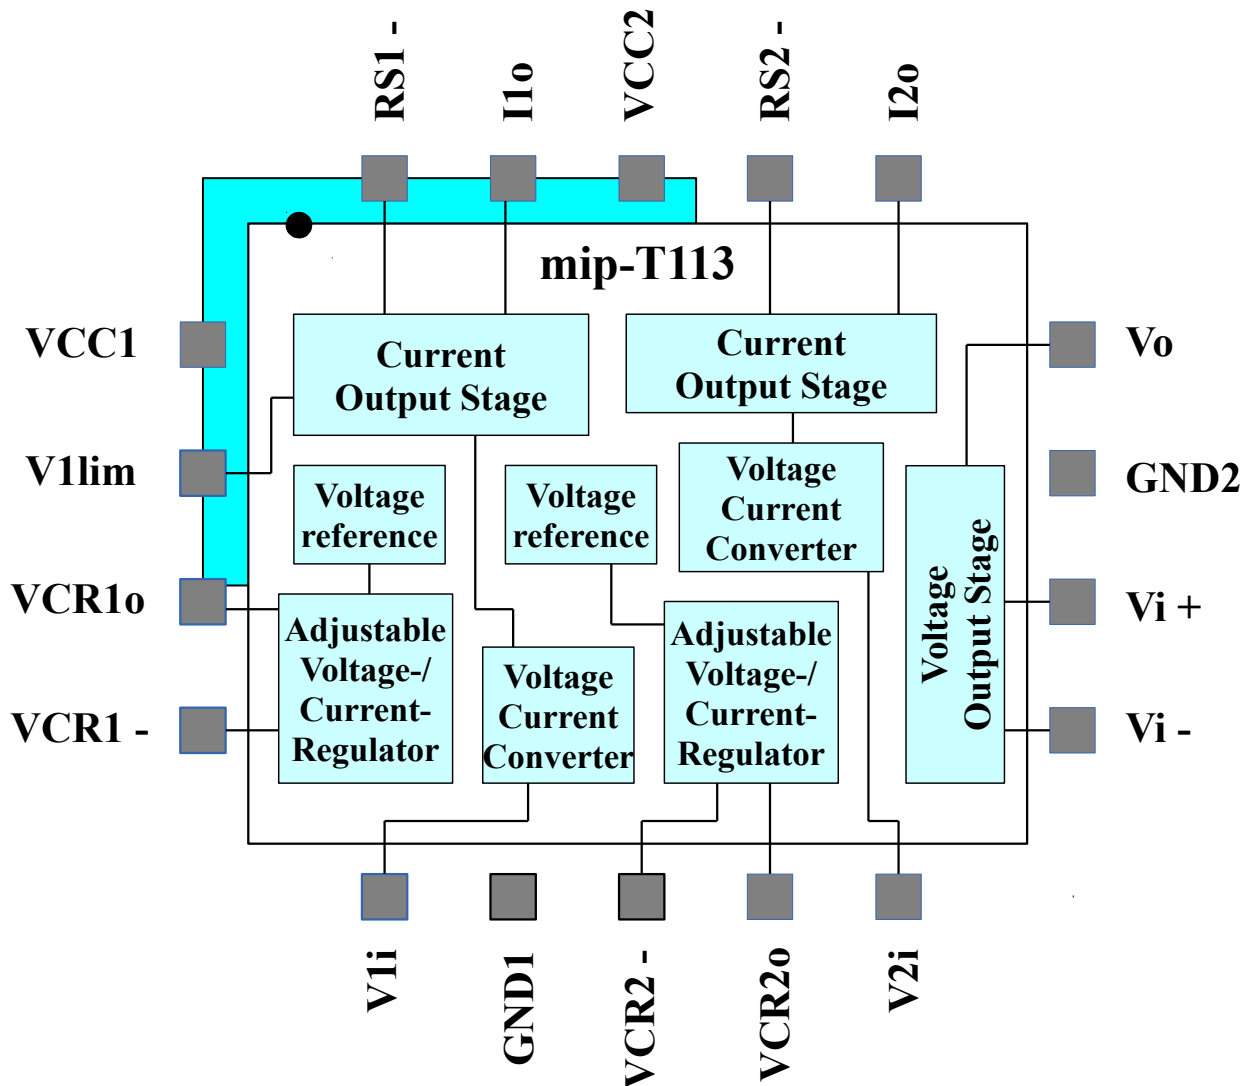 RS1 -
I1o
VCC2
RS2 -
I2o
mip-T113
VCC1
V1lim
VCR1o
VCR1 -
Current
Output Stage
Current
Output Stage
Voltage
reference
Voltage
reference
Voltage
Current
Converter
Adjustable
Voltage-/
Current-
Regulator
Voltage
Current
Converter
Adjustable
Voltage-/
Current-
Regulator
Voltage
Output Stage
Vo
GND2
Vi +
Vi -
V1i
GND1
VCR2 -
VCR2o
V2i